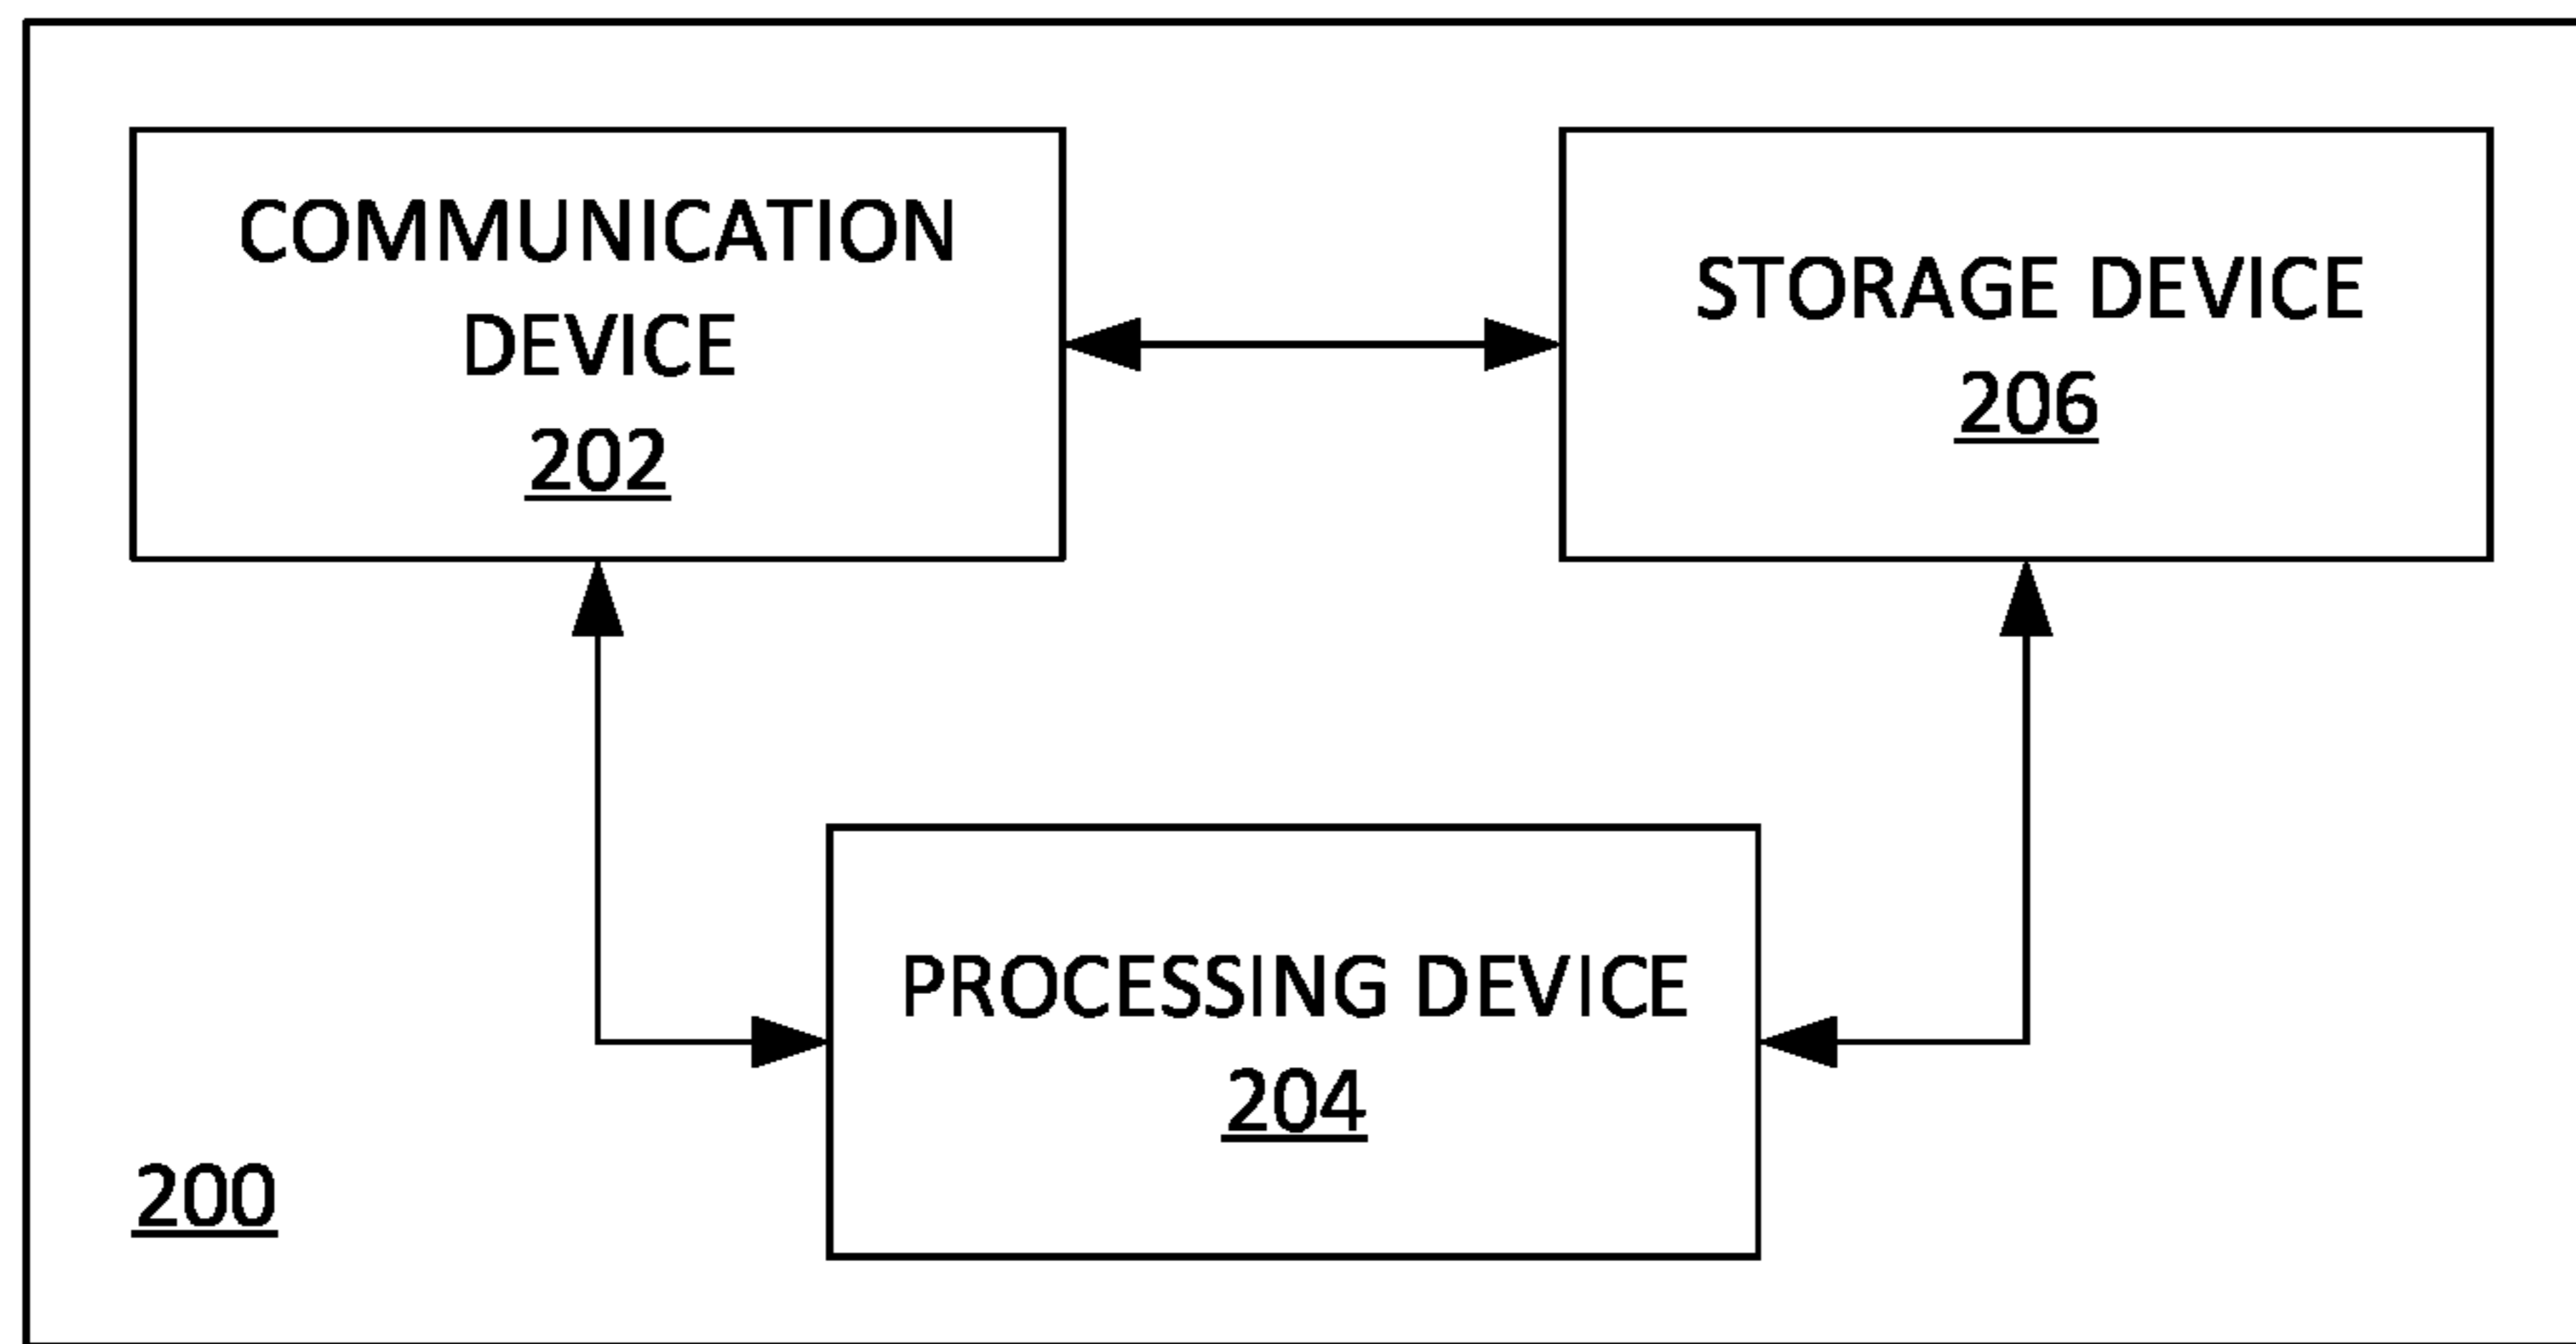 COMMUNICATION
DEVICE
202
STORAGE DEVICE
206
PROCESSING DEVICE
204
200